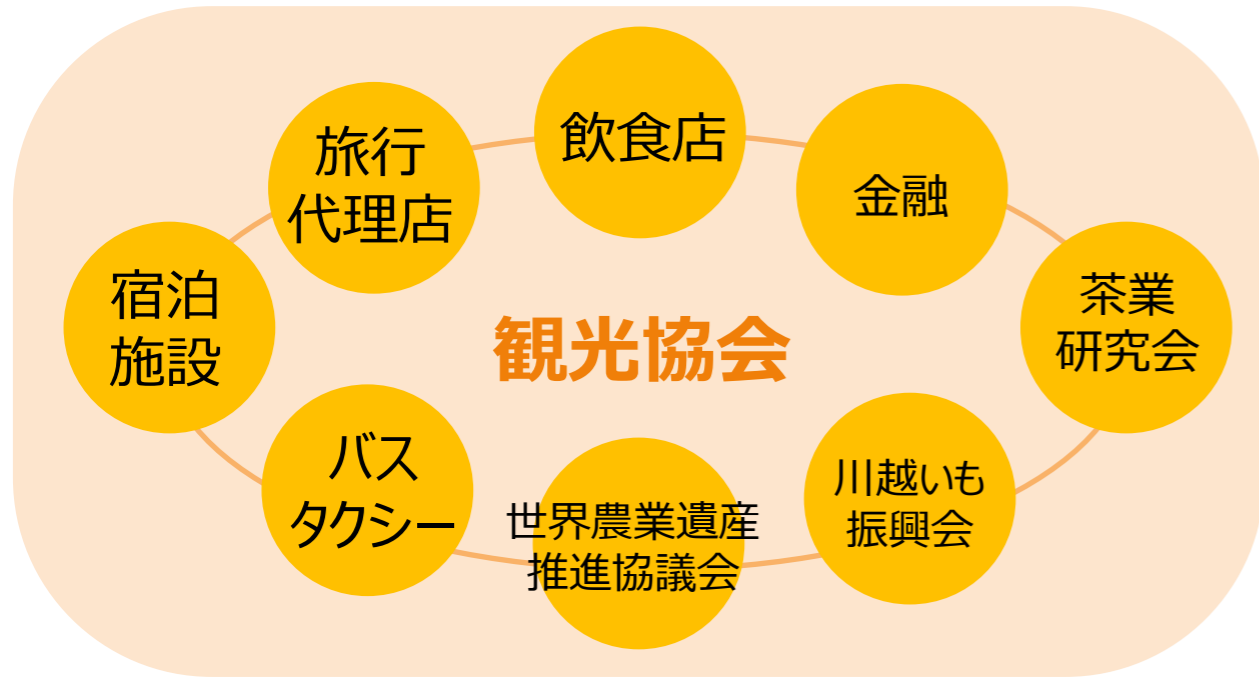 飲食店
旅行
代理店
金融
宿泊
施設
茶業
研究会
観光協会
バス
タクシー
川越いも
振興会
世界農業遺産
推進協議会